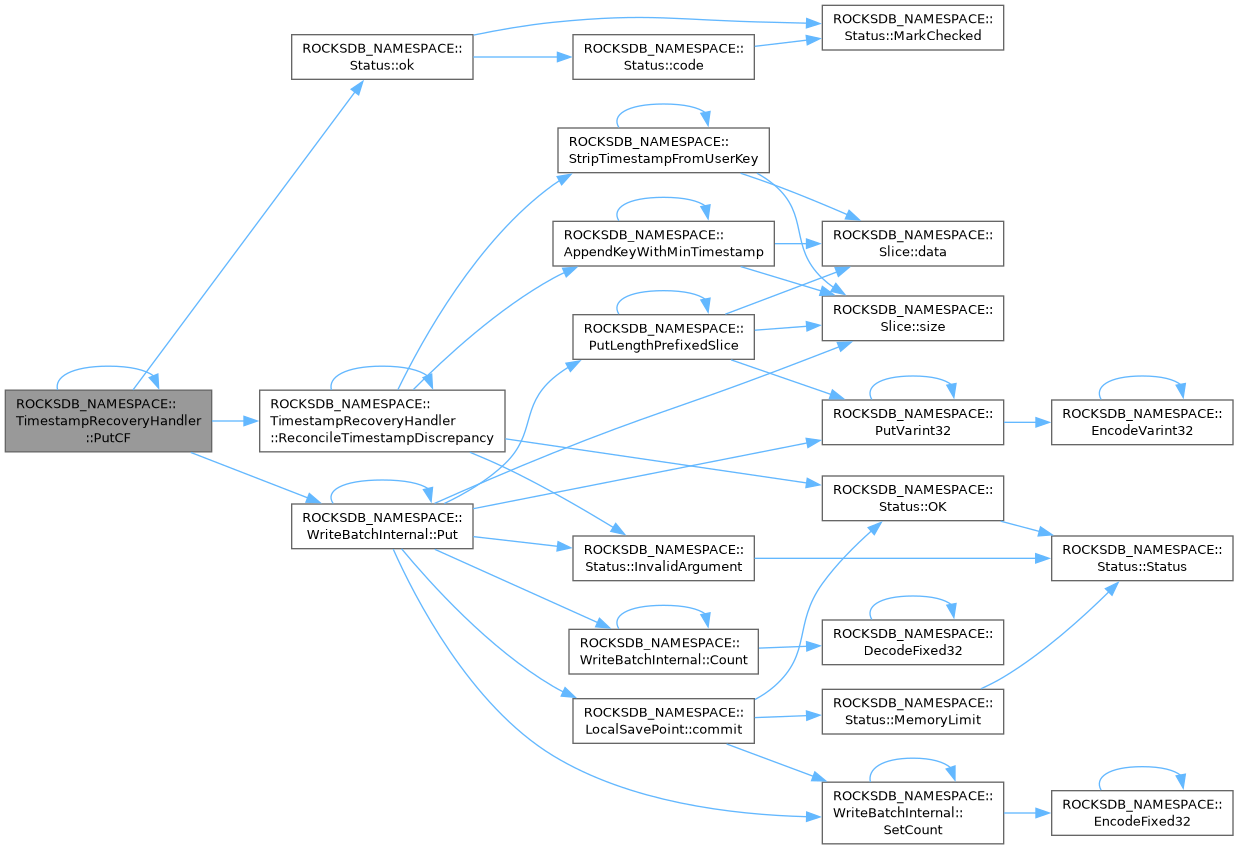 ROCKSDB_NAMESPACE::
Status::MarkChecked
ROCKSDB_NAMESPACE::
Status::ok
ROCKSDB_NAMESPACE::
Status::code
ROCKSDB_NAMESPACE::
StripTimestampFromUserKey
ROCKSDB_NAMESPACE::
AppendKeyWithMinTimestamp
ROCKSDB_NAMESPACE::
Slice::data
ROCKSDB_NAMESPACE::
Slice::size
ROCKSDB_NAMESPACE::
PutLengthPrefixedSlice
ROCKSDB_NAMESPACE::
TimestampRecoveryHandler
::PutCF
ROCKSDB_NAMESPACE::
TimestampRecoveryHandler
::ReconcileTimestampDiscrepancy
ROCKSDB_NAMESPACE::
PutVarint32
ROCKSDB_NAMESPACE::
EncodeVarint32
ROCKSDB_NAMESPACE::
Status::OK
ROCKSDB_NAMESPACE::
WriteBatchInternal::Put
ROCKSDB_NAMESPACE::
Status::InvalidArgument
ROCKSDB_NAMESPACE::
Status::Status
ROCKSDB_NAMESPACE::
WriteBatchInternal::Count
ROCKSDB_NAMESPACE::
DecodeFixed32
ROCKSDB_NAMESPACE::
LocalSavePoint::commit
ROCKSDB_NAMESPACE::
Status::MemoryLimit
ROCKSDB_NAMESPACE::
WriteBatchInternal::
SetCount
ROCKSDB_NAMESPACE::
EncodeFixed32